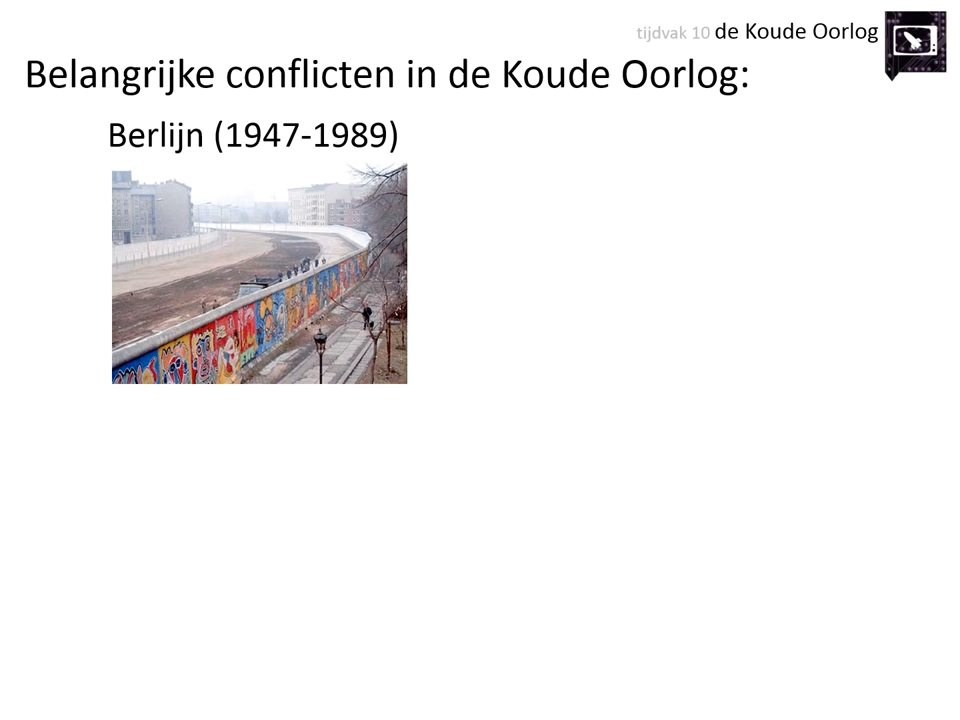 tijdvak 10 de Koude Oorlog
Belangrijke conflicten in de Koude Oorlog:
Berlijn (1947-1989)